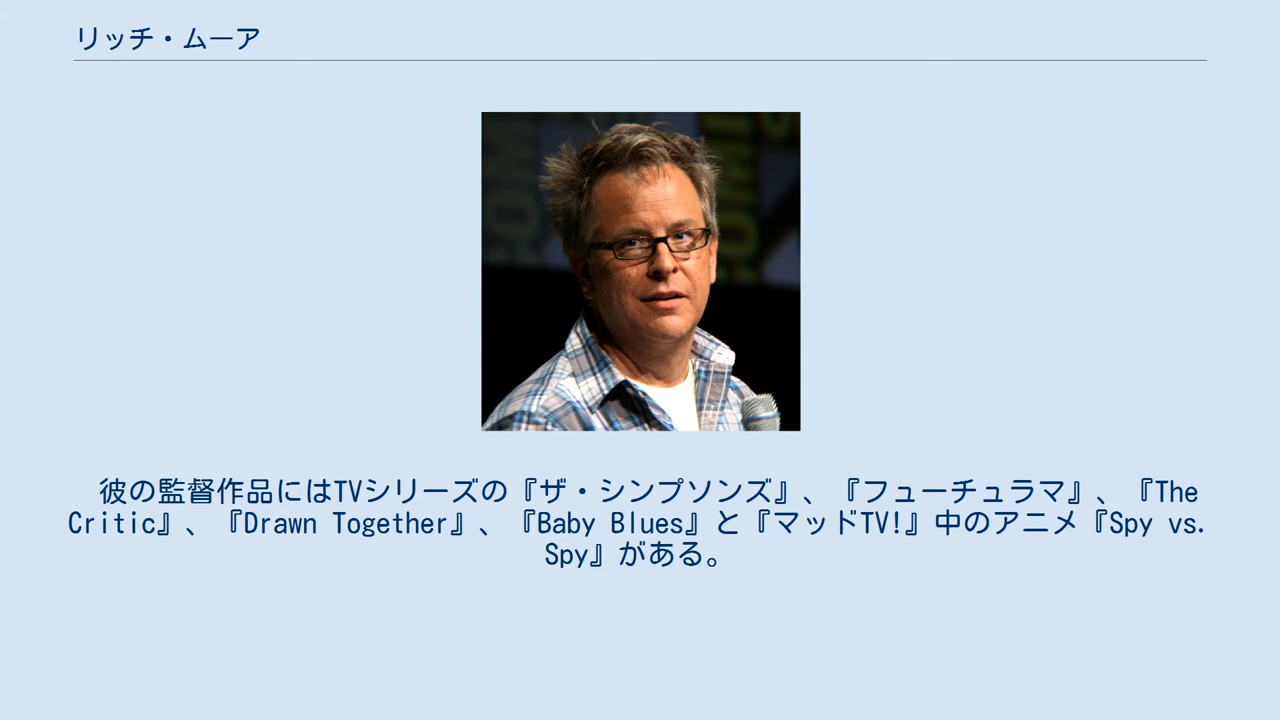 リッチ・ムーア
彼の監督作品にはTVシリーズの『ザ・シンプソンズ』、『フューチュラマ』、『The
Critic』、『Drawn Together』、『Baby Blues』と『マッドTV!』中のアニメ『Spy vs.
Spy』がある。